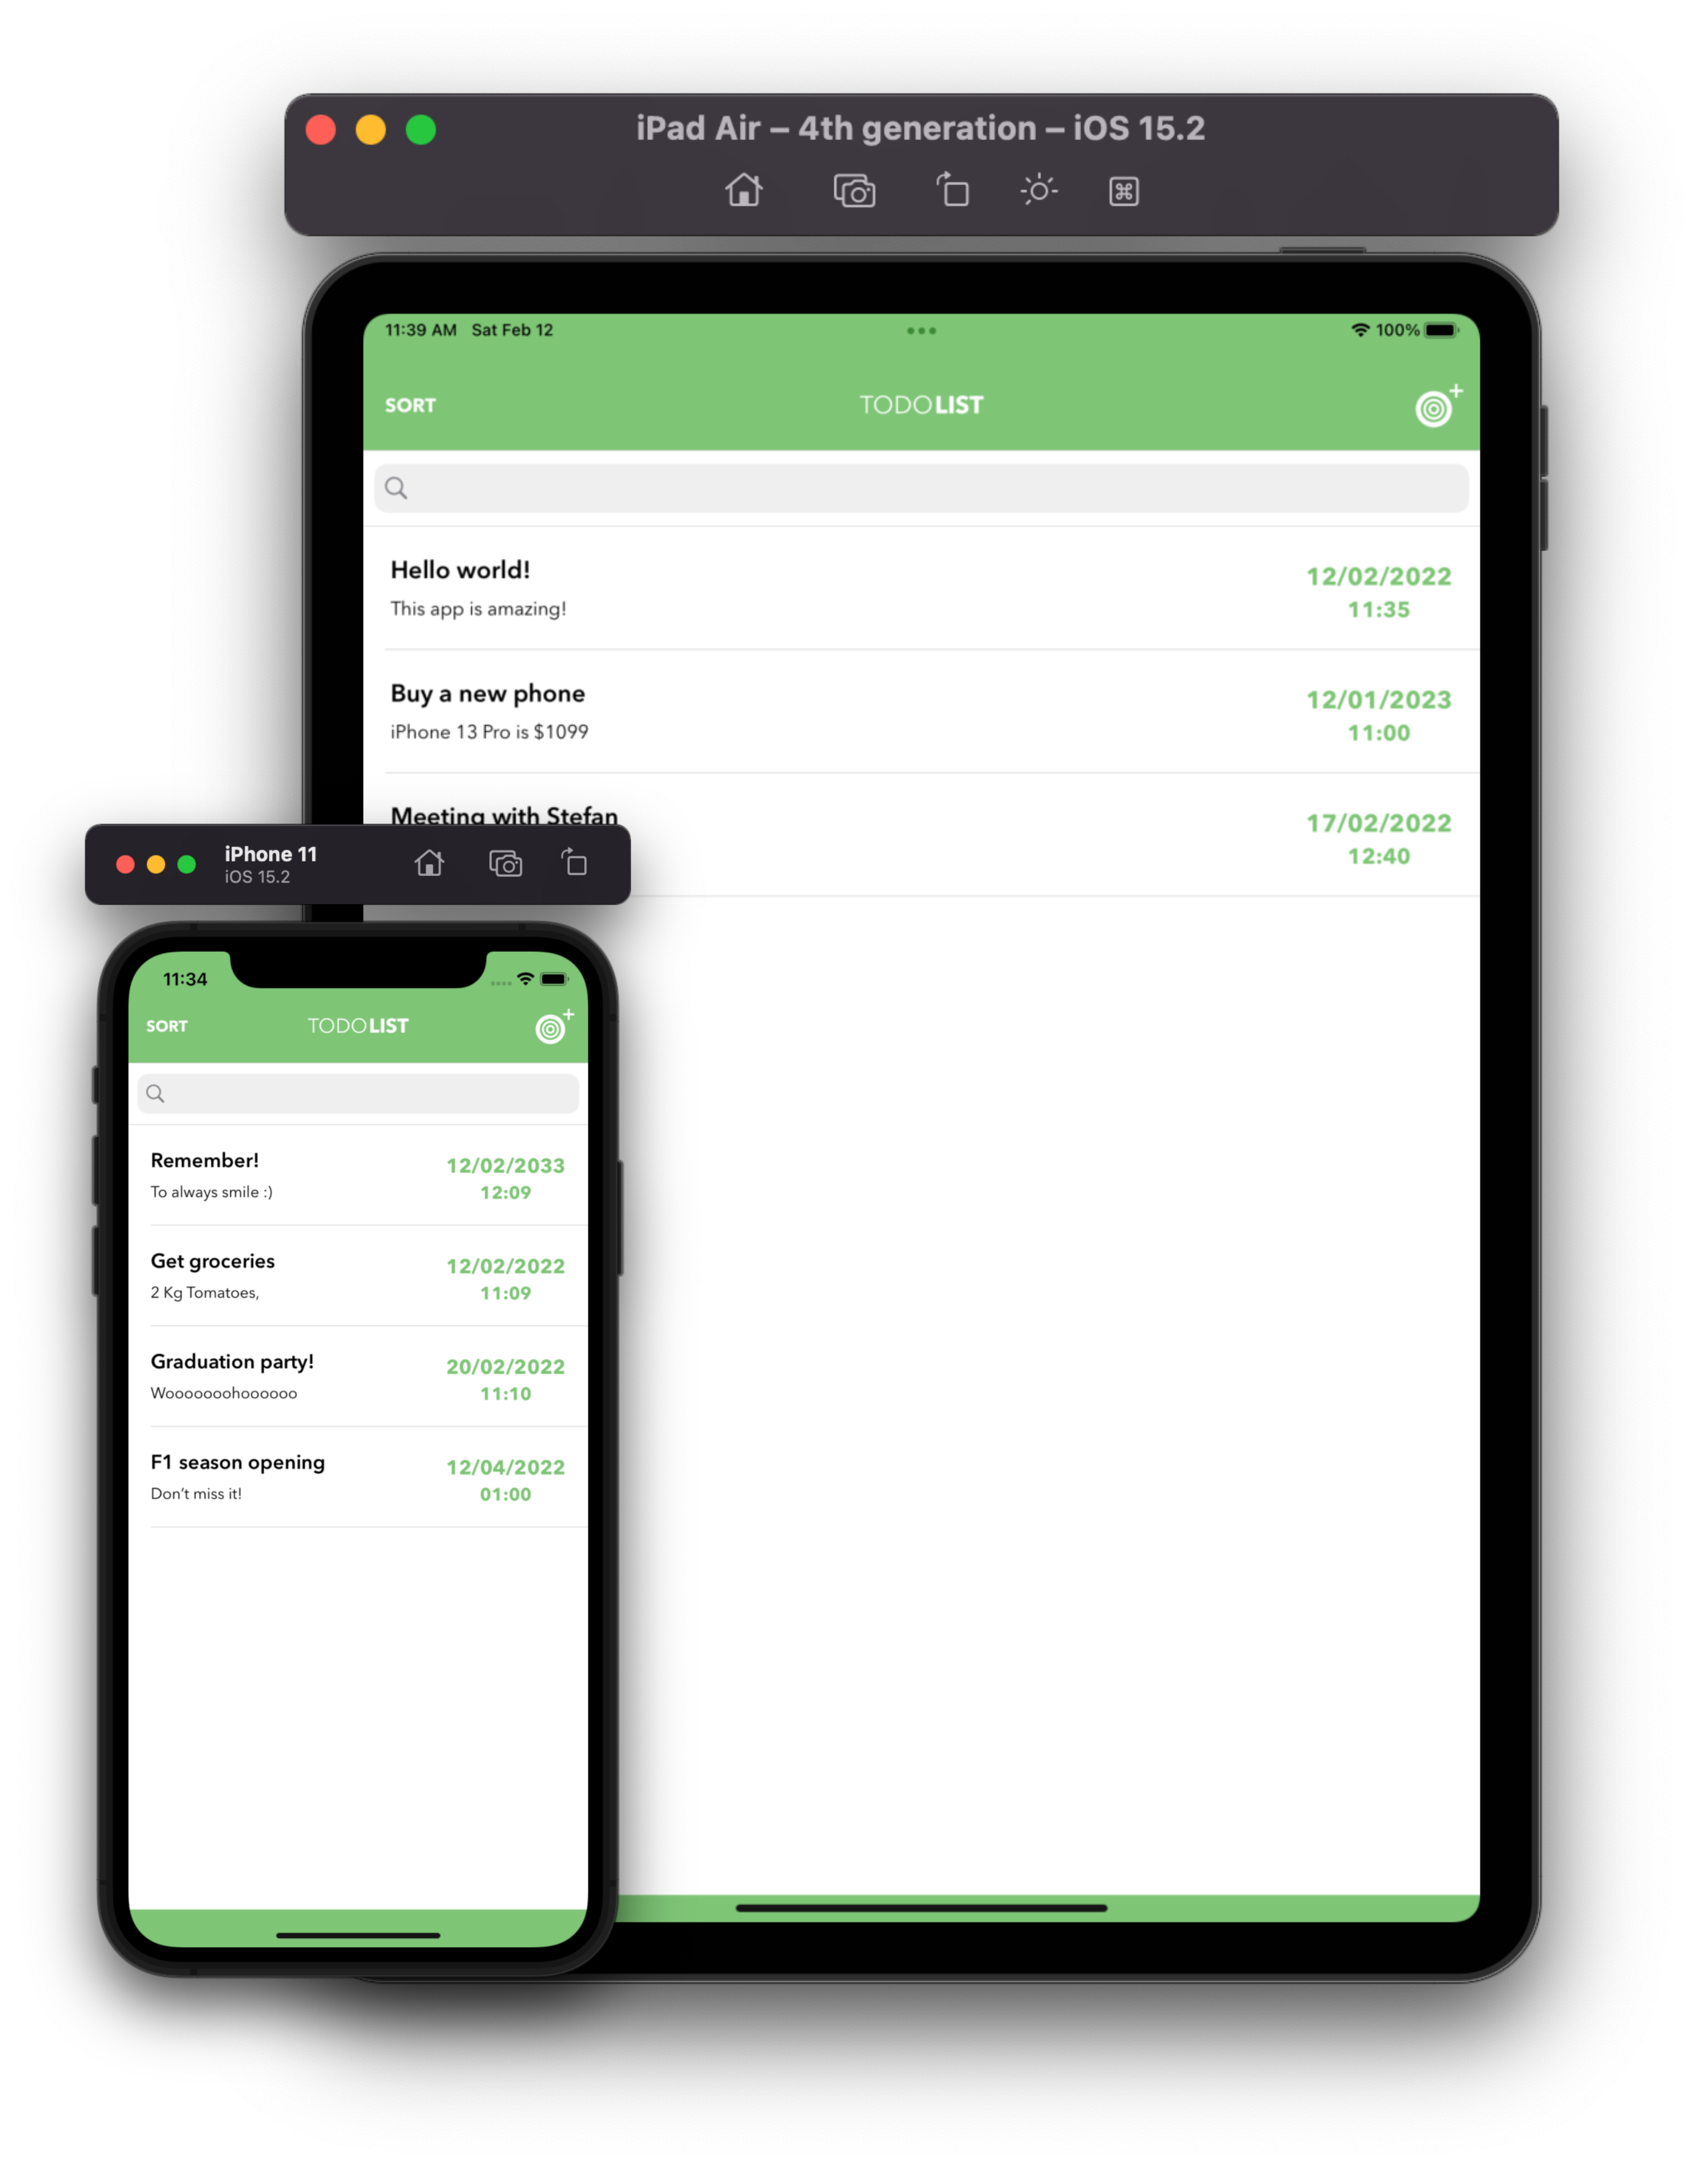 iPad Air – 4th generation – iOS 15.2
11:39 AM Sat Feb 12
100%
SORT
TODOLIST
Hello world!
12/02/2022
This app is amazing!
11:35
Buy a new phone
12/01/2023
iPhone 13 Pro is $1099
11:00
Meeting with Stefan
17/02/2022
12:40
iPhone 11
iOS 15.2
11:34
SORT
TODOLIST
Remember!
12/02/2033
To always smile :)
12:09
Get groceries
12/02/2022
2 Kg Tomatoes,
11:09
Graduation party!
20/02/2022
Wooooooohoooooo
11:10
F1 season opening
12/04/2022
Don't miss it!
01:00